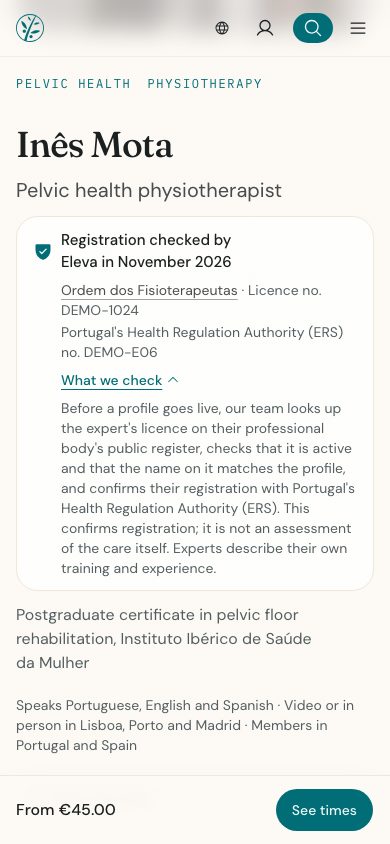 PELVIC HEALTH PHYSIOTHERAPY
Inês Mota
Pelvic health physiotherapist
Registration checked by
Eleva in November 2026
Ordem dos Fisioterapeutas · Licence no.
DEMO-1024
Portugal's Health Regulation Authority (ERS)
no. DEMO-E06
What we check
Before a profile goes live, our team looks up
the expert's licence on their professional
body's public register, checks that it is active
and that the name on it matches the profile,
and confirms their registration with Portugal's
Health Regulation Authority (ERS). This
confirms registration; it is not an assessment
of the care itself. Experts describe their own
training and experience.
Postgraduate certificate in pelvic floor
rehabilitation, Instituto Ibérico de Saúde
da Mulher
Speaks Portuguese, English and Spanish · Video or in
person in Lisboa, Porto and Madrid · Members in
Portugal and Spain
From €45.00
See times